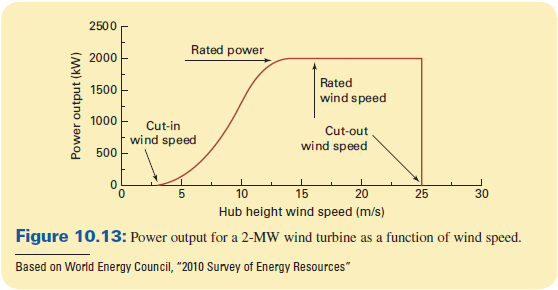 2500
2000
1500
1000
500
0
Power output (kW)
Rated power
Rated
wind speed
Cut-in
wind speed
Cut-out
wind speed
0 5 10 15 20 25 30
Hub height wind speed (m/s)
Figure 10.13: Power output for a 2-MW wind turbine as a function of wind speed.
Based on World Energy Council, "2010 Survey of Energy Resources"